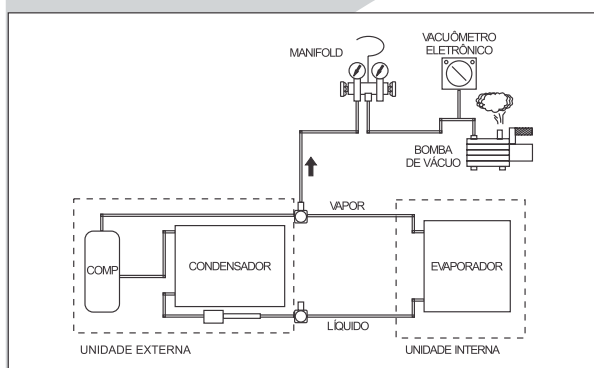 VACUÔMETRO
ELETRÔNICO
MANIFOLD
BOMBA
DE VÁCUO
VAPOR
COMP
CONDENSADOR
EVAPORADOR
LÍQUIDO
UNIDADE EXTERNA
UNIDADE INTERNA